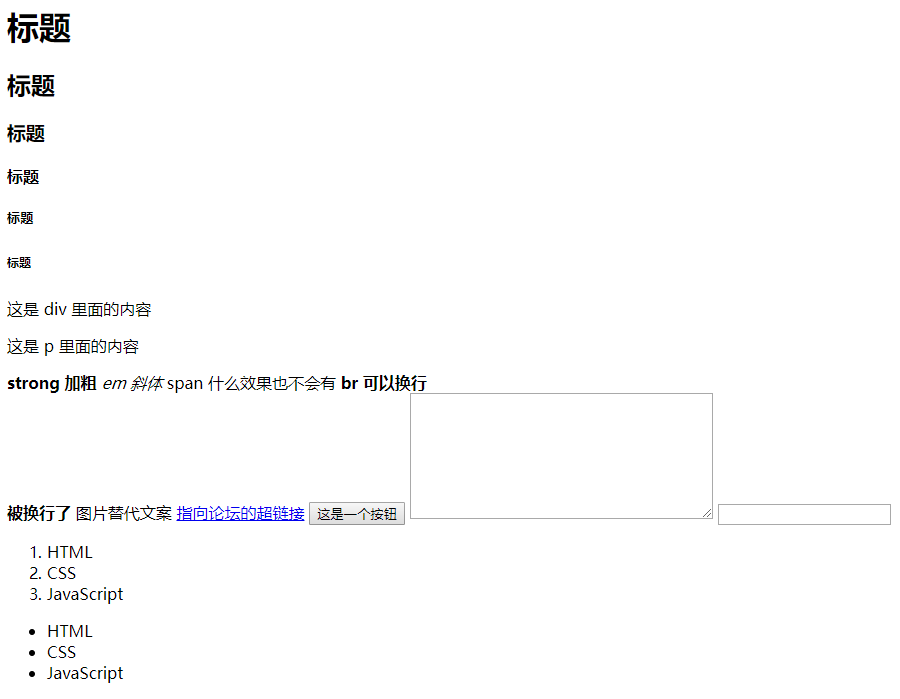 标题
标题
标题
标题
标题
标题
这是 div 里面的内容
这是 p 里面的内容
strong 加粗 em 斜体 span 什么效果也不会有 br 可以换行
被换行了 图片替代文案 指向论坛的超链接 这是一个按钮
1. HTML
2. CSS
3. JavaScript
• HTML
• CSS
• JavaScript